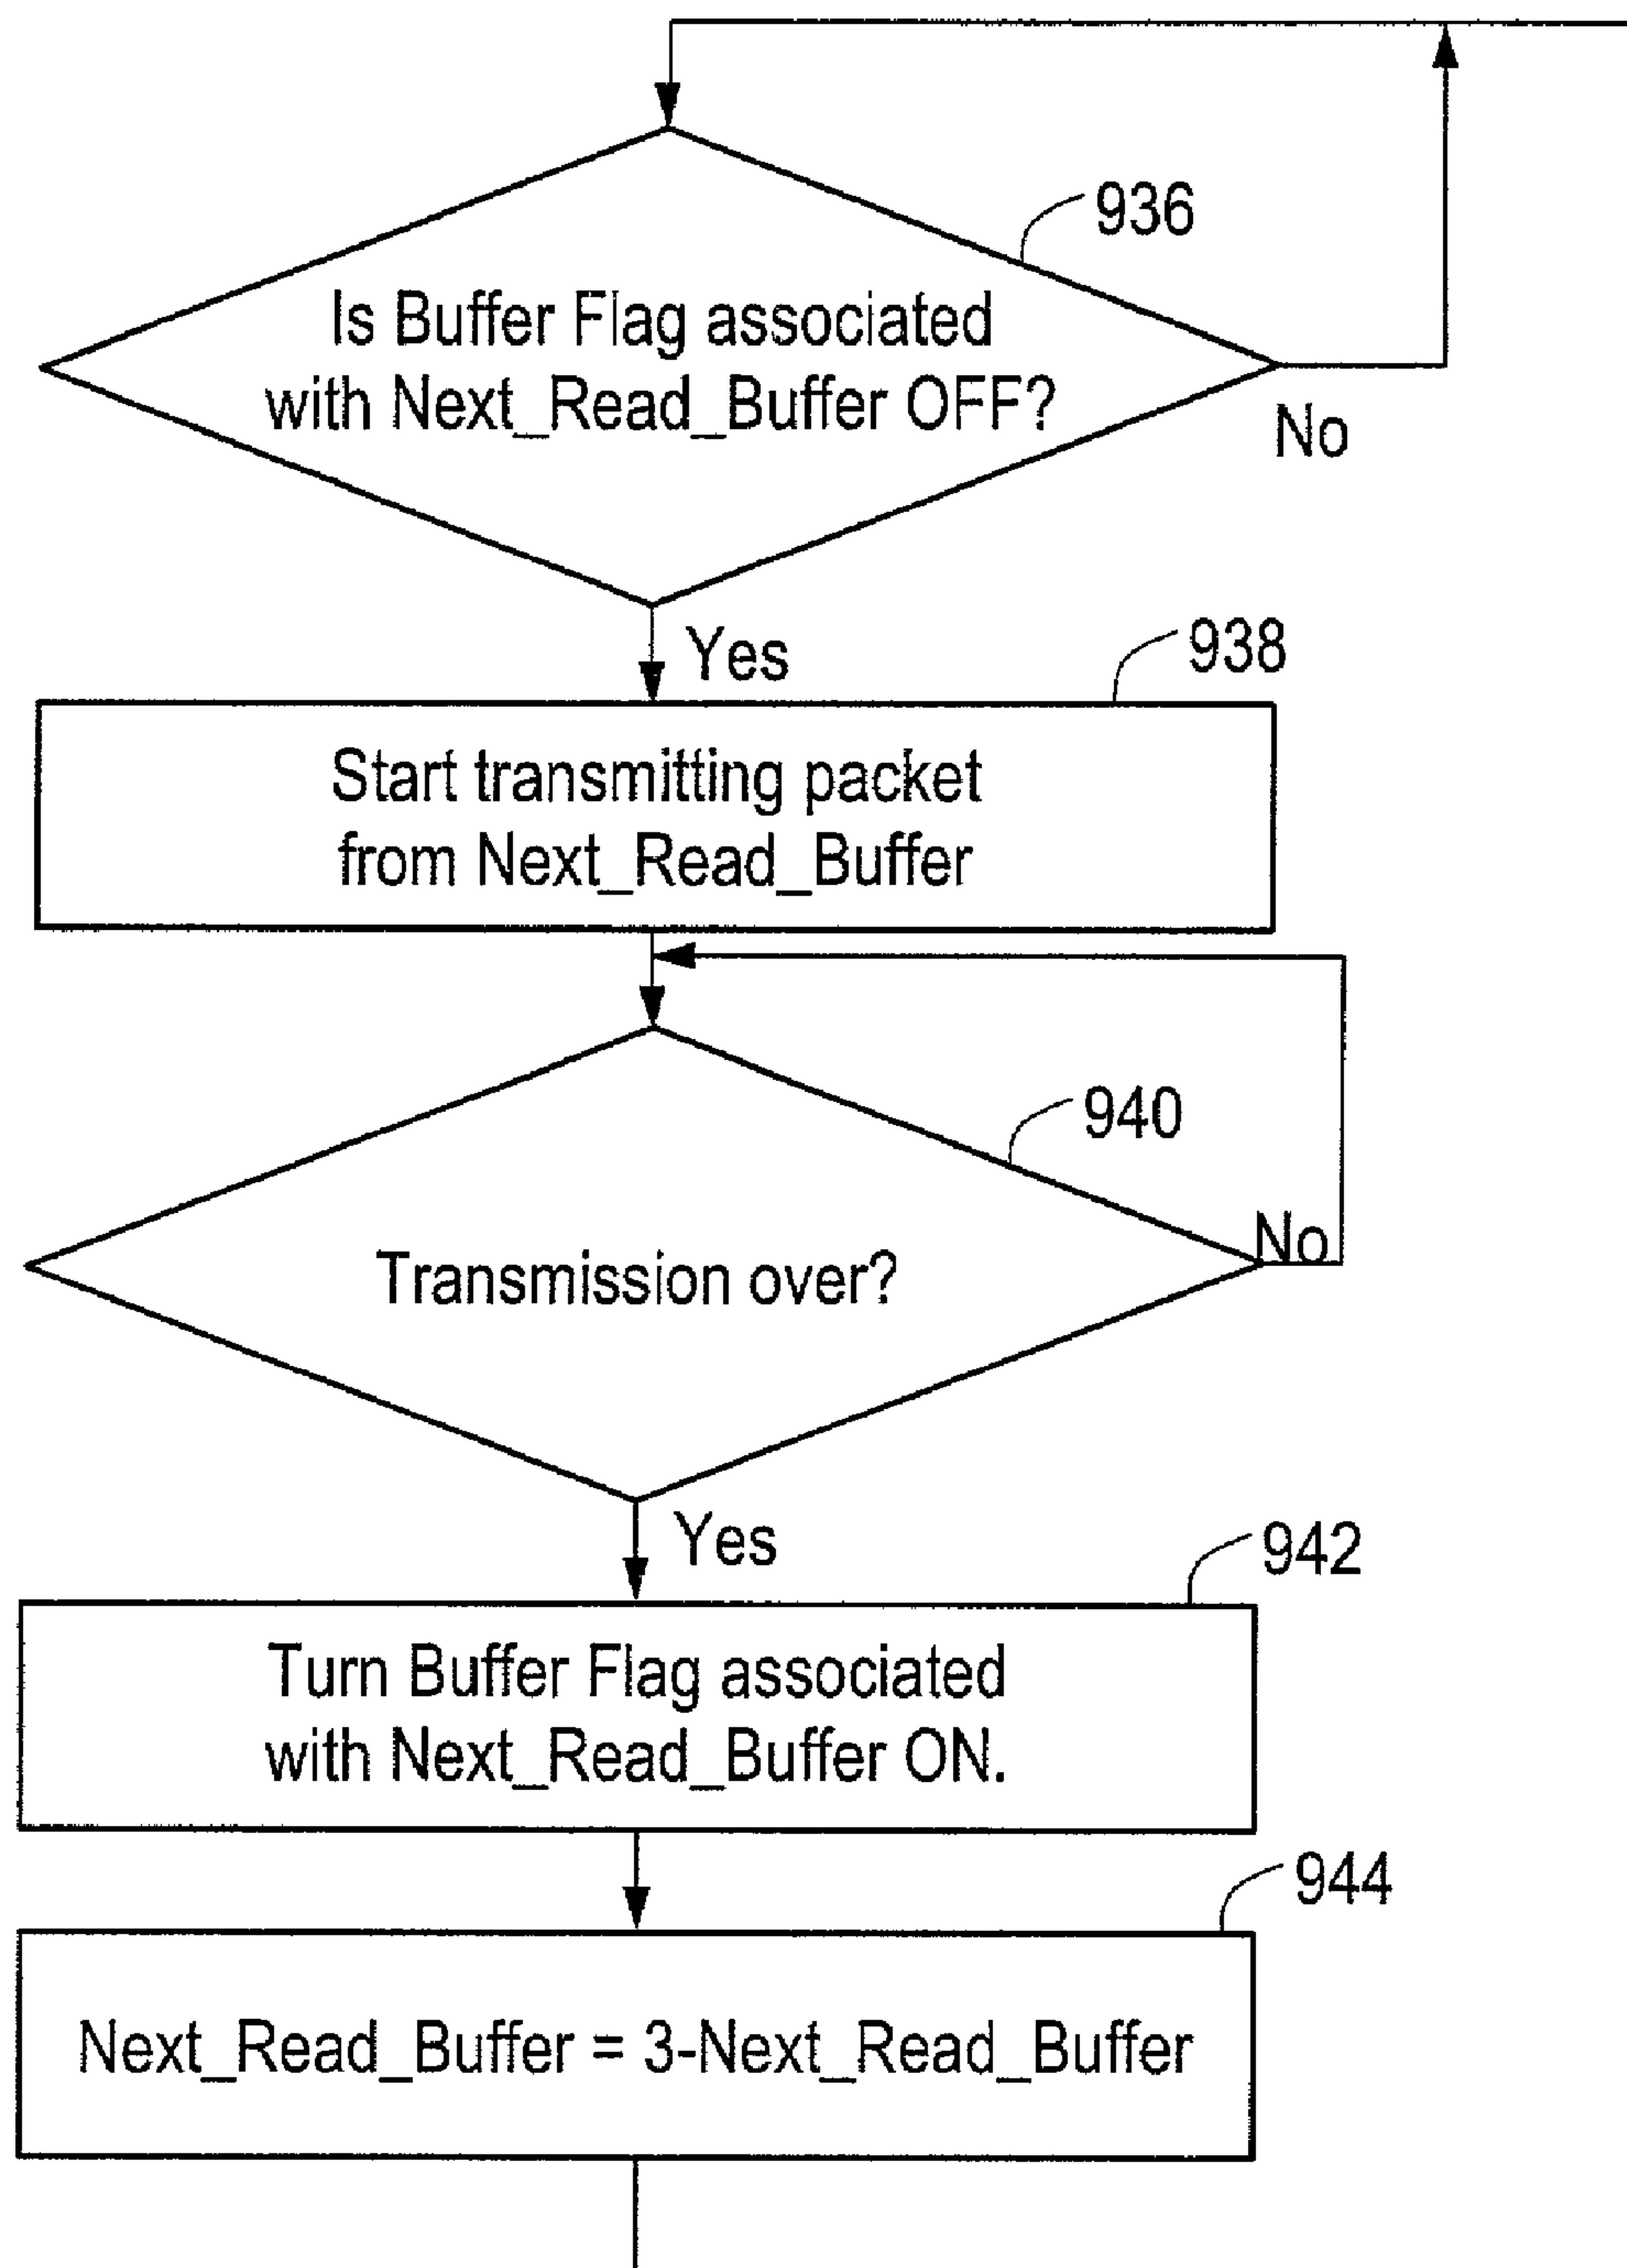 936
Is Buffer Flag associated
with Next_Read_Buffer OFF?
No
Yes
938
Start transmitting packet
from Next_Read_Buffer
940
No
Transmission over?
Yes
942
Turn Buffer Flag associated
with Next_Read_Buffer ON.
944
Next_Read_Buffer = 3-Next_Read_Buffer